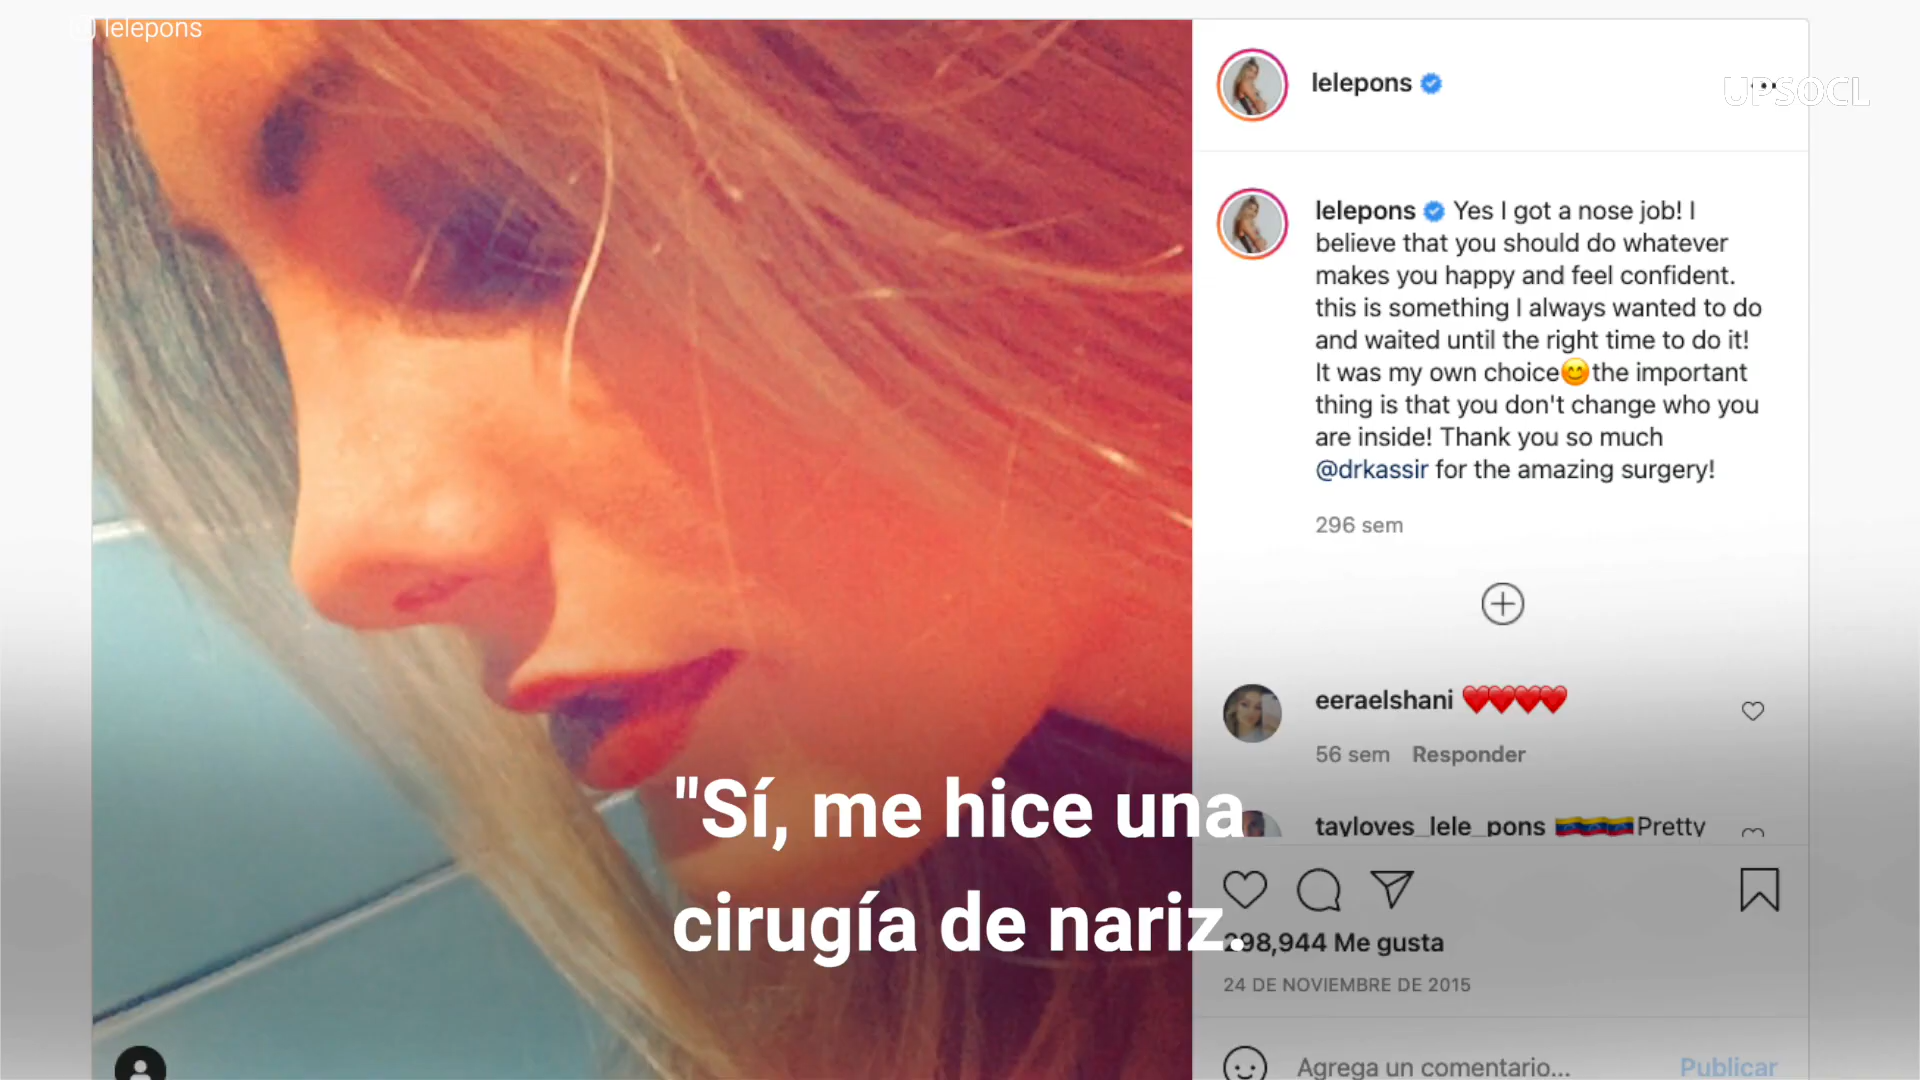 lelepons
lelepons
UPSOCL
lelepons Yes I got a nose job! I
believe that you should do whatever
makes you happy and feel confident.
this is something I always wanted to do
and waited until the right time to do it!
It was my own choice😊the important
thing is that you don't change who you
are inside! Thank you so much
@drkassir for the amazing surgery!
296 sem
eeraelshani ❤️❤️❤️❤️
56 sem Responder
tayloves_lele_pons 🇻🇪🇻🇪🇻🇪Pretty
"Sí, me hice una
cirugía de nariz.
298,944 Me gusta
24 DE NOVIEMBRE DE 2015
Agrega un comentario... Publicar